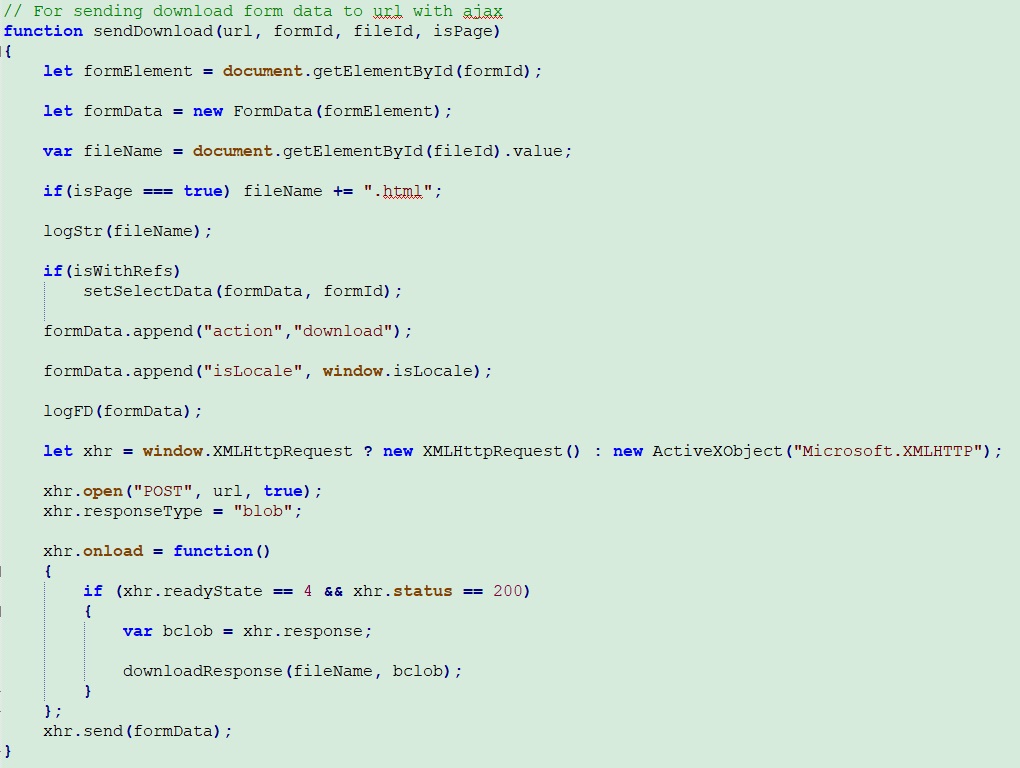 // For sending download form data to url with ajax
function sendDownload(url, formId, fileId, isPage)
{
let formElement = document.getElementById(formId);
let formData = new FormData(formElement);
var fileName = document.getElementById(fileId).value;
if(isPage === true) fileName += ".html";
logStr(fileName);
if(isWithRefs)
setSelectData(formData, formId);
formData.append("action","download");
formData.append("isLocale", window.isLocale);
logFD(formData);
let xhr = window.XMLHttpRequest ? new XMLHttpRequest() : new ActiveXObject("Microsoft.XMLHTTP");
xhr.open("POST", url, true);
xhr.responseType = "blob";
xhr.onload = function()
{
if (xhr.readyState == 4 && xhr.status == 200)
{
var bclob = xhr.response;
downloadResponse(fileName, bclob);
}
};
xhr.send(formData);
}